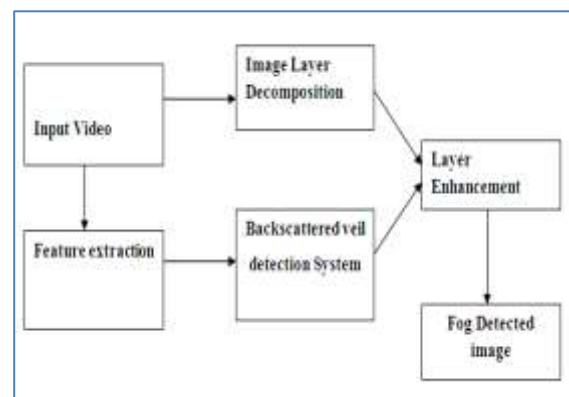 Input Video
Image Layer
Decomposition
Feature extraction
Backscattered veil
detection System
Layer
Enhancement
Fog Detected
image